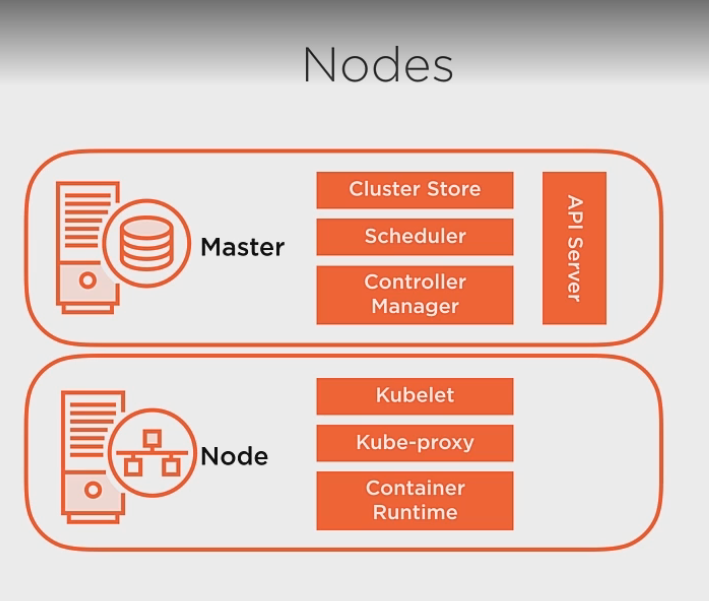 Nodes
Master
Cluster Store
Scheduler
Controller
Manager
API Server
Node
Kubelet
Kube-proxy
Container
Runtime